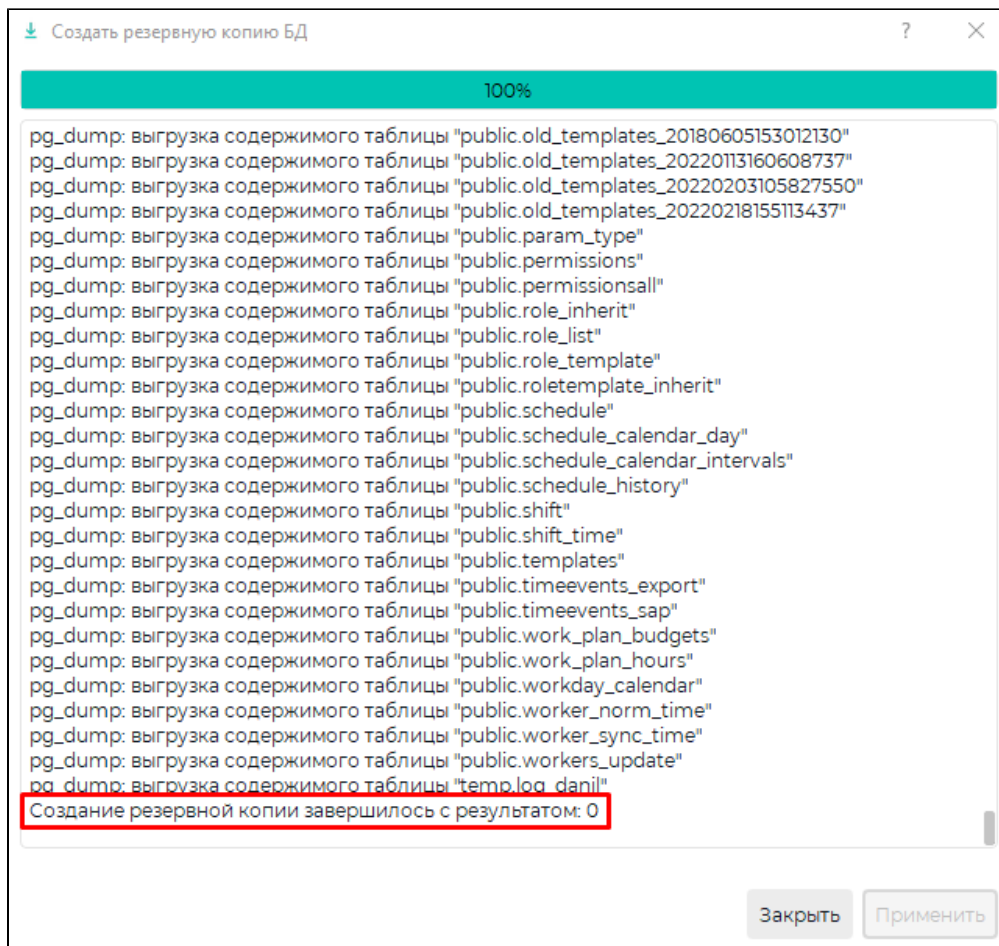 Создать резервную копию БД ? ×
100%
pg_dump: выгрузка содержимого таблицы "public.old_templates_20180605153012130"
pg_dump: выгрузка содержимого таблицы "public.old_templates_20220113160608737"
pg_dump: выгрузка содержимого таблицы "public.old_templates_20220203105827550"
pg_dump: выгрузка содержимого таблицы "public.old_templates_20220218155113437"
pg_dump: выгрузка содержимого таблицы "public.param_type"
pg_dump: выгрузка содержимого таблицы "public.permissions"
pg_dump: выгрузка содержимого таблицы "public.permissionsall"
pg_dump: выгрузка содержимого таблицы "public.role_inherit"
pg_dump: выгрузка содержимого таблицы "public.role_list"
pg_dump: выгрузка содержимого таблицы "public.role_template"
pg_dump: выгрузка содержимого таблицы "public.roletemplate_inherit"
pg_dump: выгрузка содержимого таблицы "public.schedule"
pg_dump: выгрузка содержимого таблицы "public.schedule_calendar_day"
pg_dump: выгрузка содержимого таблицы "public.schedule_calendar_intervals"
pg_dump: выгрузка содержимого таблицы "public.schedule_history"
pg_dump: выгрузка содержимого таблицы "public.shift"
pg_dump: выгрузка содержимого таблицы "public.shift_time"
pg_dump: выгрузка содержимого таблицы "public.templates"
pg_dump: выгрузка содержимого таблицы "public.timeevents_export"
pg_dump: выгрузка содержимого таблицы "public.timeevents_sap"
pg_dump: выгрузка содержимого таблицы "public.work_plan_budgets"
pg_dump: выгрузка содержимого таблицы "public.work_plan_hours"
pg_dump: выгрузка содержимого таблицы "public.workday_calendar"
pg_dump: выгрузка содержимого таблицы "public.worker_norm_time"
pg_dump: выгрузка содержимого таблицы "public.worker_sync_time"
pg_dump: выгрузка содержимого таблицы "public.workers_update"
pg_dump: выгрузка содержимого таблицы "temp.log_danil"
Создание резервной копии завершилось с результатом: 0
Закрыть Применить